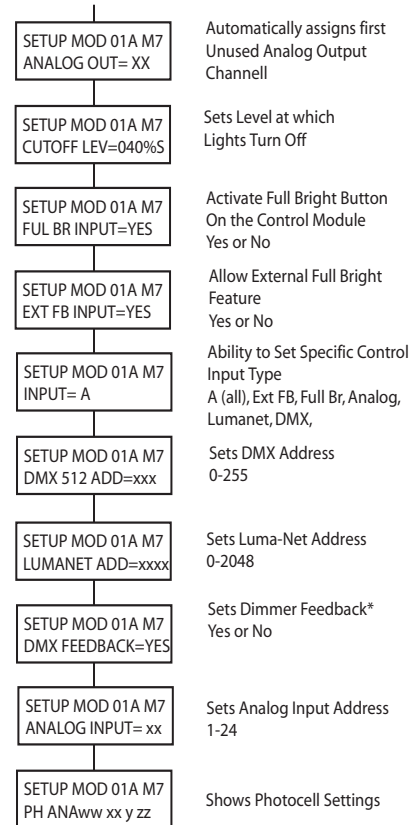 SETUP MOD 01A M7
ANALOG OUT= XX
Automatically assigns first
Unused Analog Output
Channell
SETUP MOD 01A M7
CUTOFF LEV=040%S
Sets Level at which
Lights Turn Off
SETUP MOD 01A M7
FUL BR INPUT=YES
Activate Full Bright Button
On the Control Module
Yes or No
SETUP MOD 01A M7
EXT FB INPUT=YES
Allow External Full Bright
Feature
Yes or No
SETUP MOD 01A M7
INPUT= A
Ability to Set Specific Control
Input Type
A (all), Ext FB, Full Br, Analog,
Lumanet, DMX,
SETUP MOD 01A M7
DMX 512 ADD=xxx
Sets DMX Address
0-255
SETUP MOD 01A M7
LUMANET ADD=xxxx
Sets Luma-Net Address
0-2048
SETUP MOD 01A M7
DMX FEEDBACK=YES
Sets Dimmer Feedback*
Yes or No
SETUP MOD 01A M7
ANALOG INPUT= xx
Sets Analog Input Address
1-24
SETUP MOD 01A M7
PH ANAww xx y zz
Shows Photocell Settings